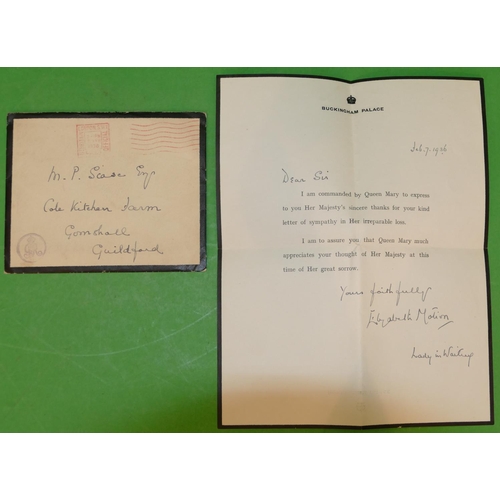 M. P. Scase Esq
Cole Kitchen Farm
Gomshall
Guildford
BUCKINGHAM PALACE
Feb. 7. 1936
Dear Sir
I am commanded by Queen Mary to express
to you Her Majesty's sincere thanks for your kind
letter of sympathy in Her irreparable loss.
I am to assure you that Queen Mary much
appreciates your thought of Her Majesty at this
time of Her great sorrow.
Yours faithfully
Elizabeth
Lady in Waiting